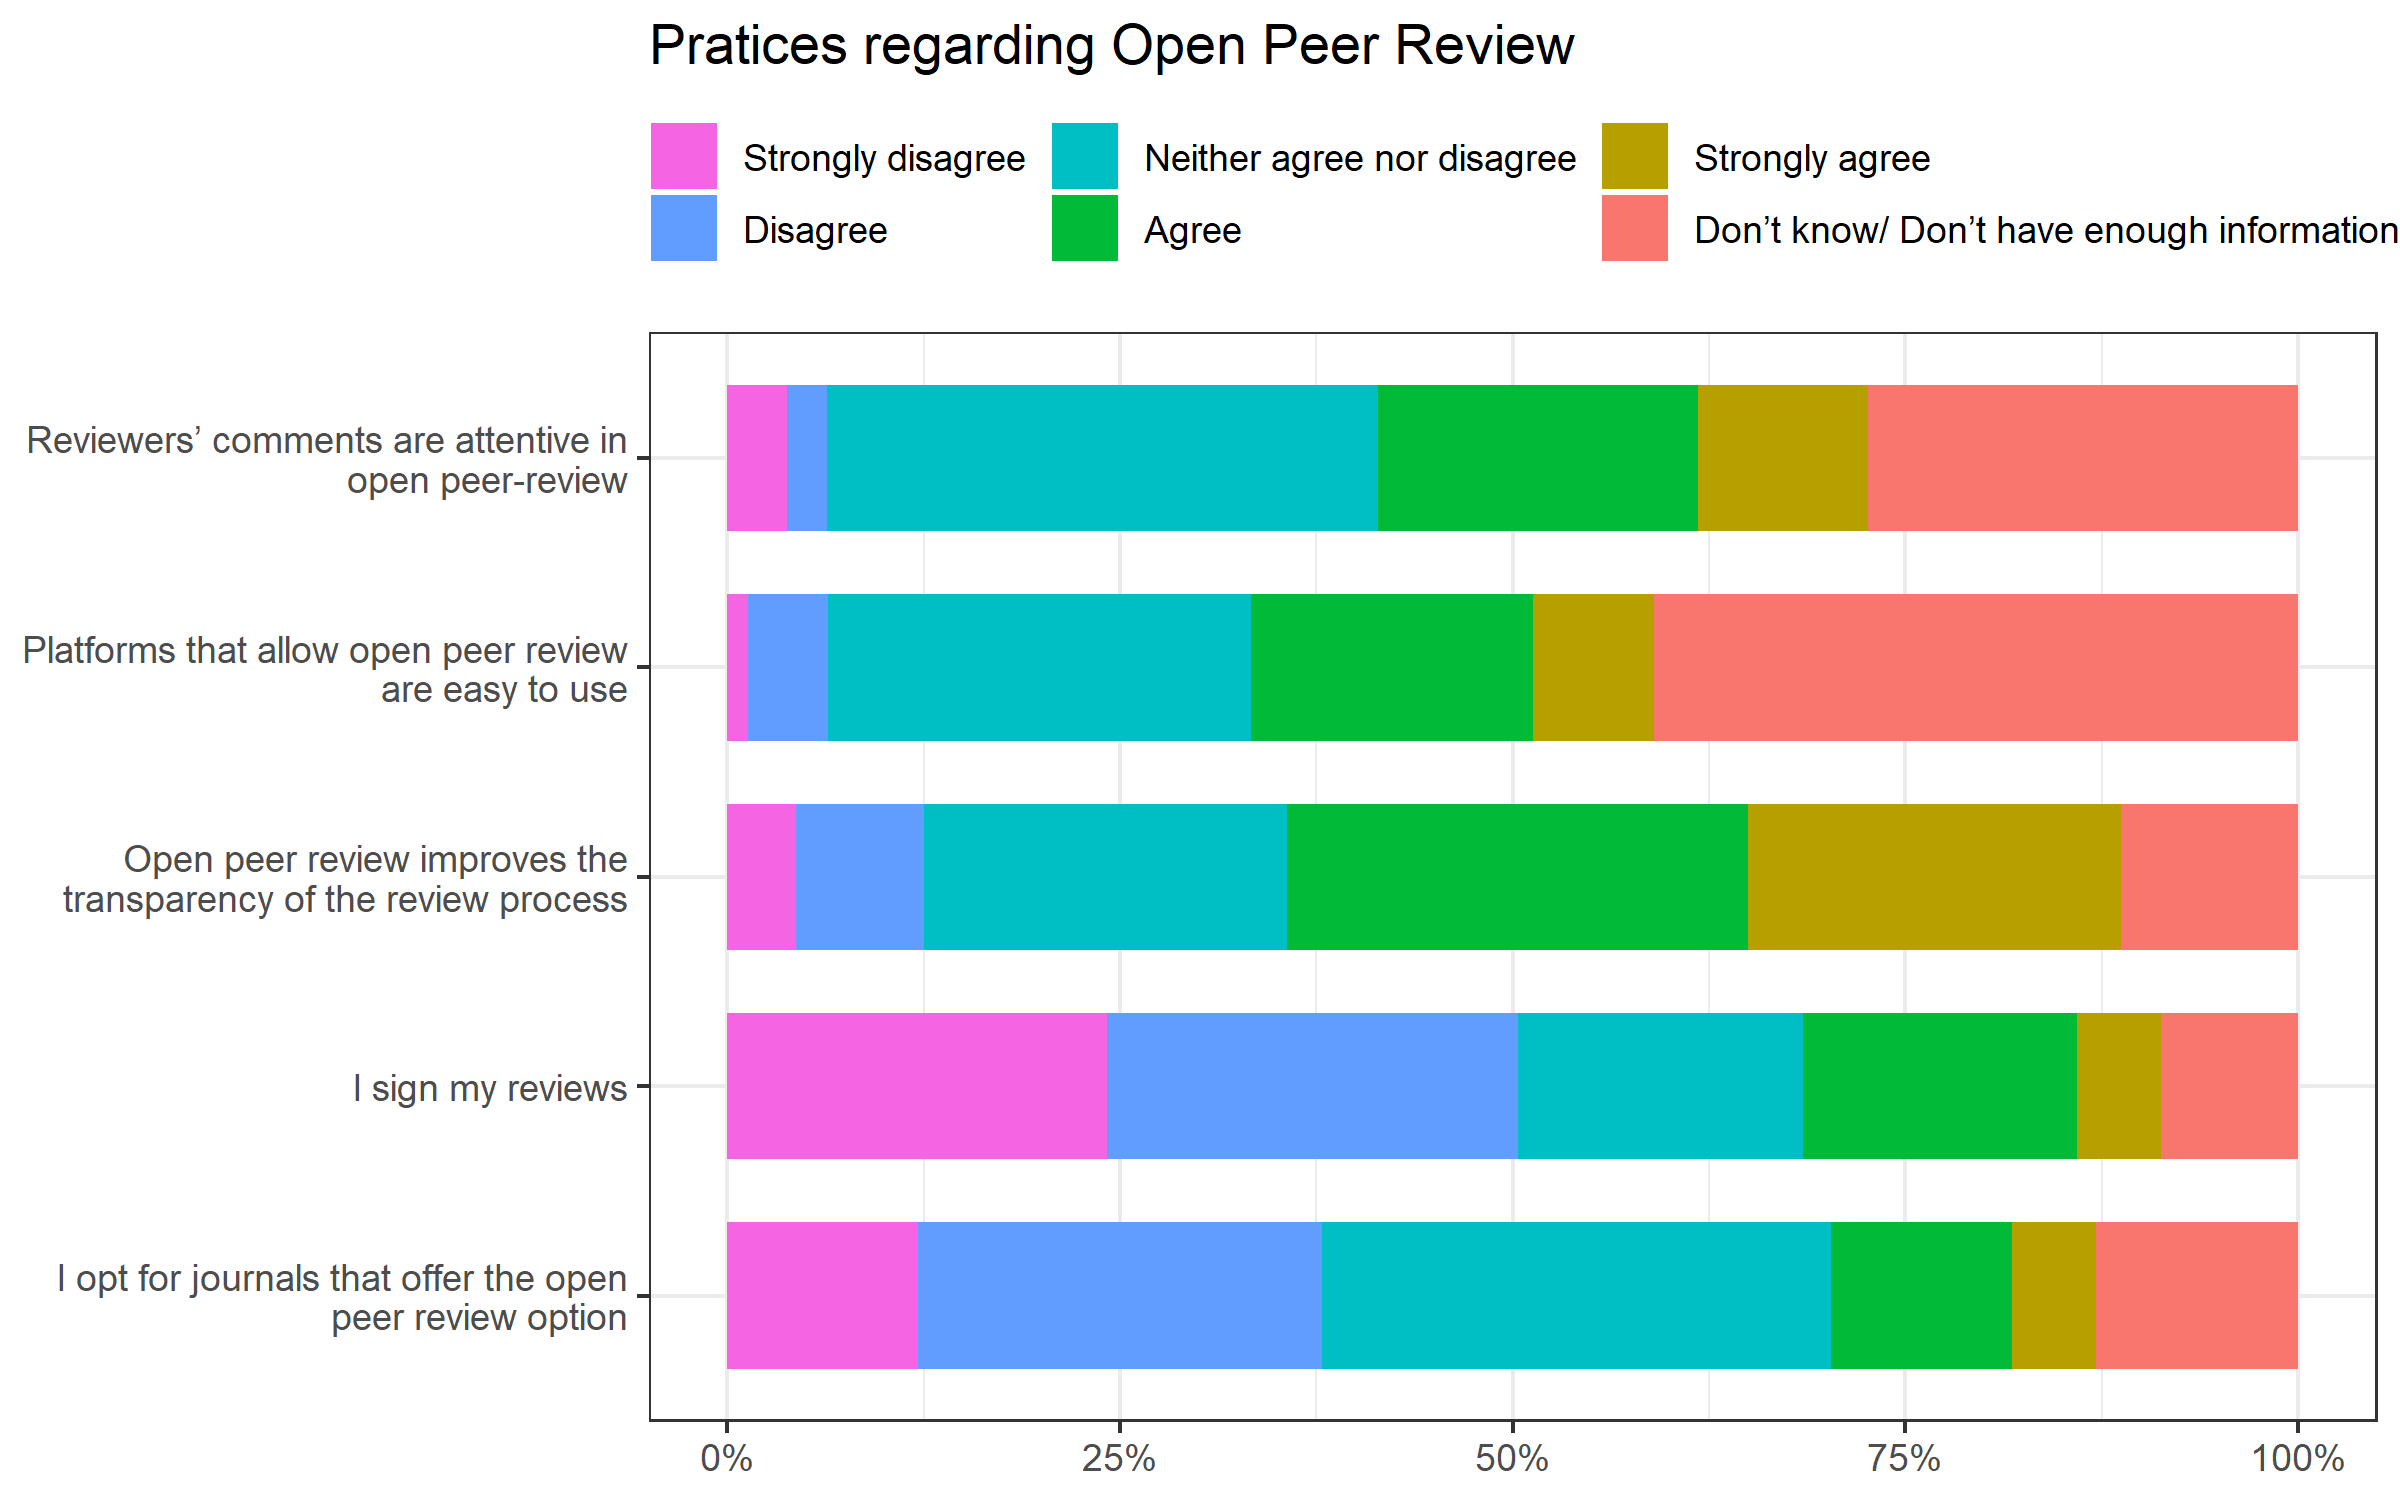 Pratices regarding Open Peer Review
Strongly disagree
Neither agree nor disagree
Strongly agree
Disagree
Agree
Don’t know/ Don’t have enough information
Reviewers’ comments are attentive in
open peer-review
Platforms that allow open peer review
are easy to use
Open peer review improves the
transparency of the review process
I sign my reviews
I opt for journals that offer the open
peer review option
0%
25%
50%
75%
100%